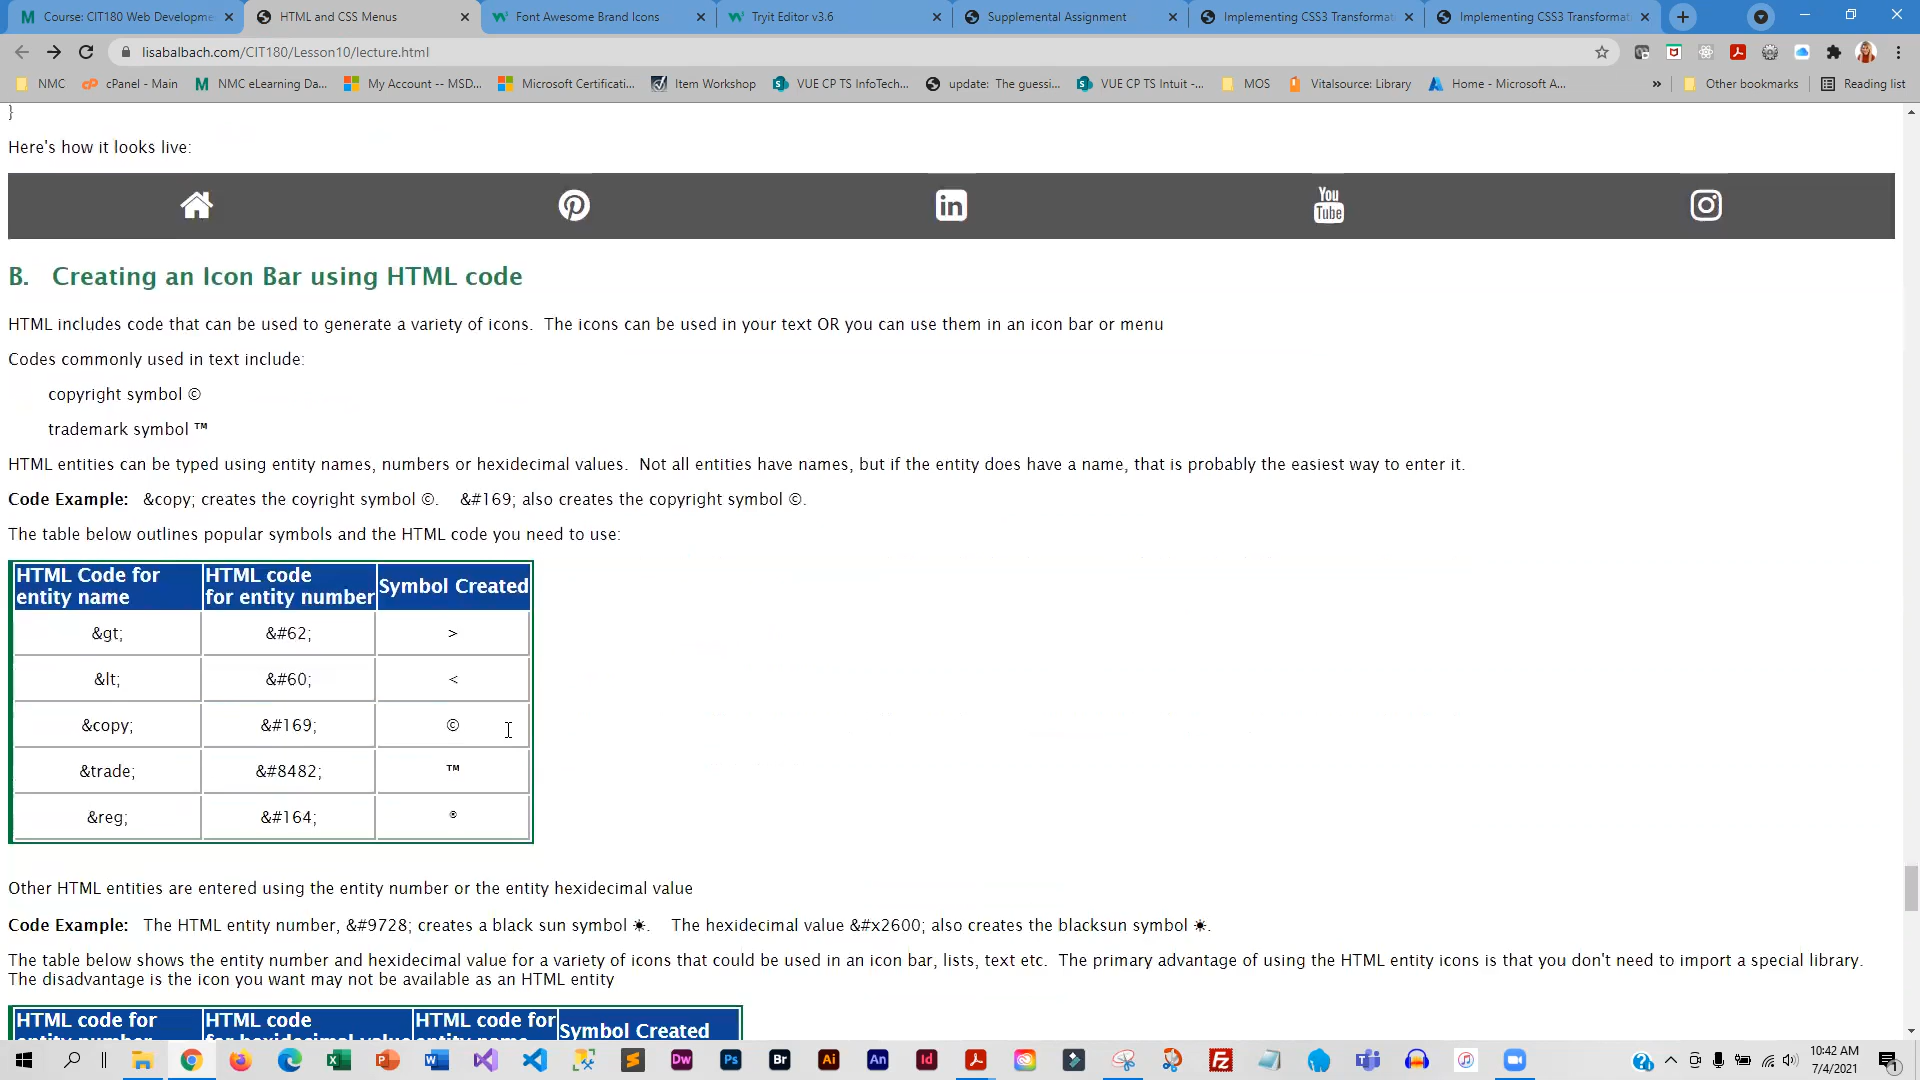 Course: CIT180 Web Developme
HTML and CSS Menus
Font Awesome Brand Icons
Tryit Editor v3.6
Supplemental Assignment
Implementing CSS3 Transformat
Implementing CSS3 Transformat
lisabalbach.com/CIT180/Lesson10/lecture.html
NMC
cPanel - Main
NMC eLearning Da...
My Account -- MSD...
Microsoft Certificati...
Item Workshop
VUE CP TS InfoTech...
update: The guessi...
VUE CP TS Intuit -...
MOS
Vitalsource: Library
Home - Microsoft A...
»
Other bookmarks
Reading list
}
Here's how it looks live:
You Tube
B. Creating an Icon Bar using HTML code
HTML includes code that can be used to generate a variety of icons. The icons can be used in your text OR you can use them in an icon bar or menu
Codes commonly used in text include:
copyright symbol ©
trademark symbol ™
HTML entities can be typed using entity names, numbers or hexidecimal values. Not all entities have names, but if the entity does have a name, that is probably the easiest way to enter it.
Code Example: &copy; creates the coyright symbol ©. &#169; also creates the copyright symbol ©.
The table below outlines popular symbols and the HTML code you need to use:
HTML Code for entity name
HTML code for entity number
Symbol Created
&gt; &#62; >
&lt; &#60; <
&copy; &#169; ©
&trade; &#8482; ™
&reg; &#164; ®
Other HTML entities are entered using the entity number or the entity hexidecimal value
Code Example: The HTML entity number, &#9728; creates a black sun symbol ☀. The hexidecimal value &#x2600; also creates the blacksun symbol ☀.
The table below shows the entity number and hexidecimal value for a variety of icons that could be used in an icon bar, lists, text etc. The primary advantage of using the HTML entity icons is that you don't need to import a special library.
The disadvantage is the icon you want may not be available as an HTML entity
HTML code for entity number
HTML code for hexidecimal value
HTML code for entity name
Symbol Created
10:42 AM
7/4/2021